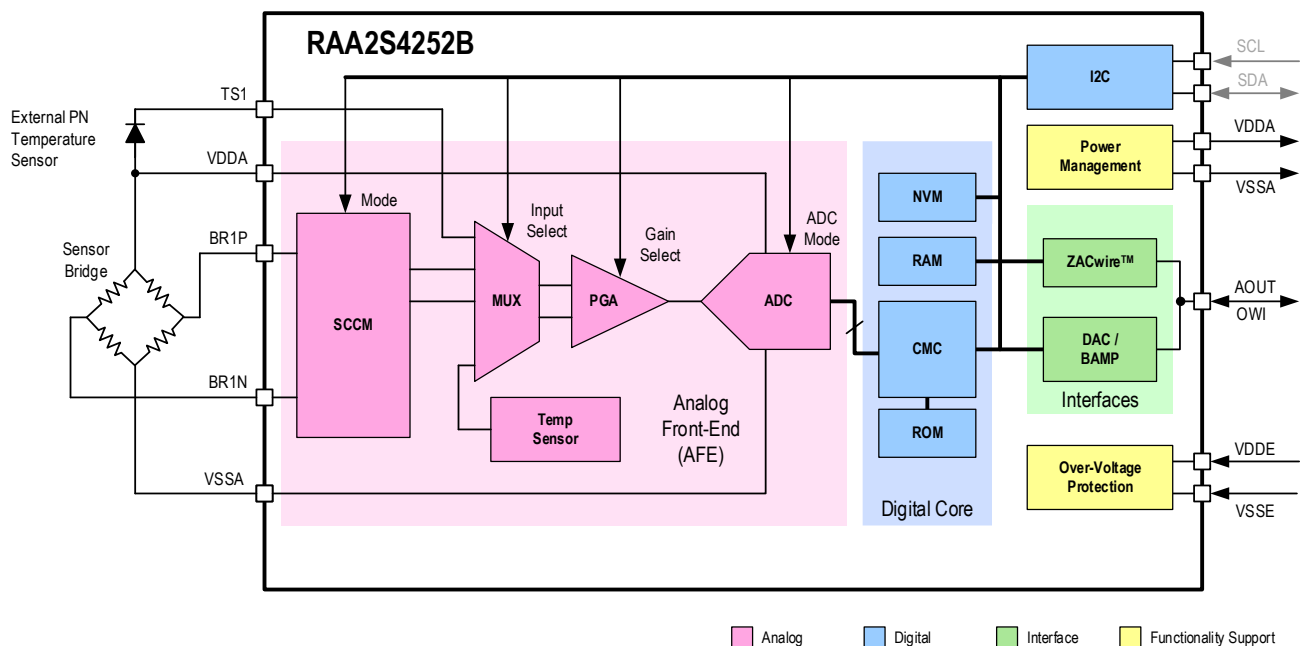 RAA2S4252B
SCL
I2C
SDA
TS1
External PN
Temperature
Sensor
VDDA
Power
Management
VDDA
VSSA
Mode
Input
Select
Gain
Select
ADC
Mode
NVM
BR1P
Sensor
Bridge
RAM
ZACwire™
SCCM
MUX
PGA
ADC
AOUT
OWI
CMC
DAC /
BAMP
BR1N
Interfaces
Temp
Sensor
Analog
Front-End
(AFE)
ROM
VSSA
Over-Voltage
Protection
VDDE
VSSE
Digital Core
Analog
Digital
Interface
Functionality Support